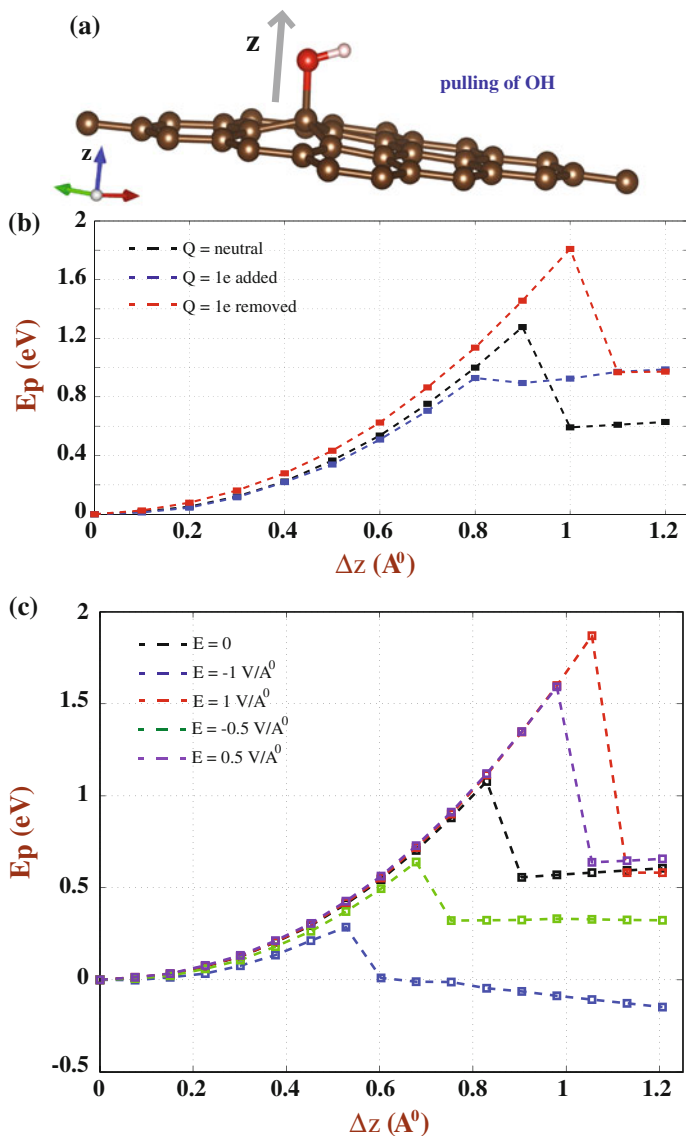 (a)
z
pulling of OH
z
(b)
2
1.6
1.2
0.8
0.4
0
Ep (eV)
Q = neutral
Q = 1e added
Q = 1e removed
0 0.2 0.4 0.6 0.8 1 1.2
Δz (A⁰)
(c)
2
1.5
1
0.5
0
-0.5
Ep (eV)
E = 0
E = -1 V/A⁰
E = 1 V/A⁰
E = -0.5 V/A⁰
E = 0.5 V/A⁰
0 0.2 0.4 0.6 0.8 1 1.2
Δz (A⁰)